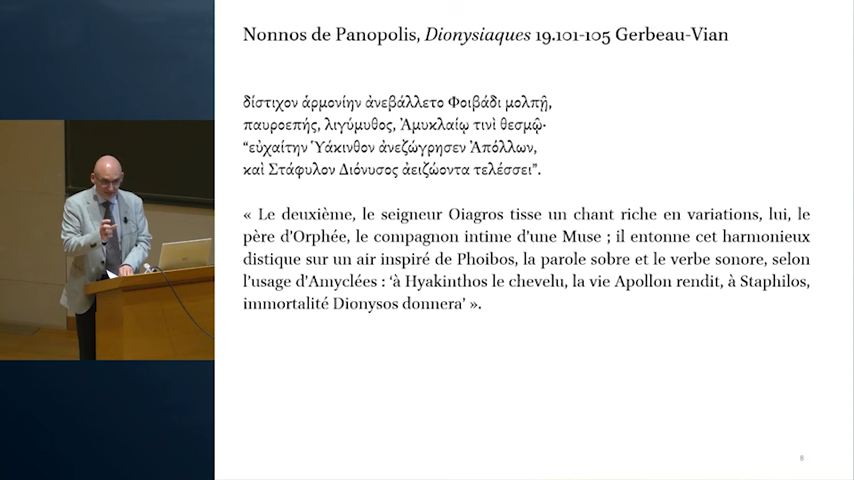 Nonnos de Panopolis, Dionysiaques 19.101-105 Gerbeau-Vian
δίστιχον ἁρμονίην ἀνεβάλλετο Φοιβάδι μολπῇ,
παυροεπής, λιγύμυθος, Ἀμυκλαίῳ τινὶ θεσμῷ·
“εὐχαίτην Ὑάκινθον ἀνεζώγρησεν Ἀπόλλων,
καὶ Στάφυλον Διόνυσος ἀειζώοντα τελέσσει”.
« Le deuxième, le seigneur Oiagros tisse un chant riche en variations, lui, le
père d’Orphée, le compagnon intime d’une Muse ; il entonne cet harmonieux
distique sur un air inspiré de Phoibos, la parole sobre et le verbe sonore, selon
l’usage d’Amyclées : ‘à Hyakinthos le chevelu, la vie Apollon rendit, à Staphilos,
immortalité Dionysos donnera’ ».
8